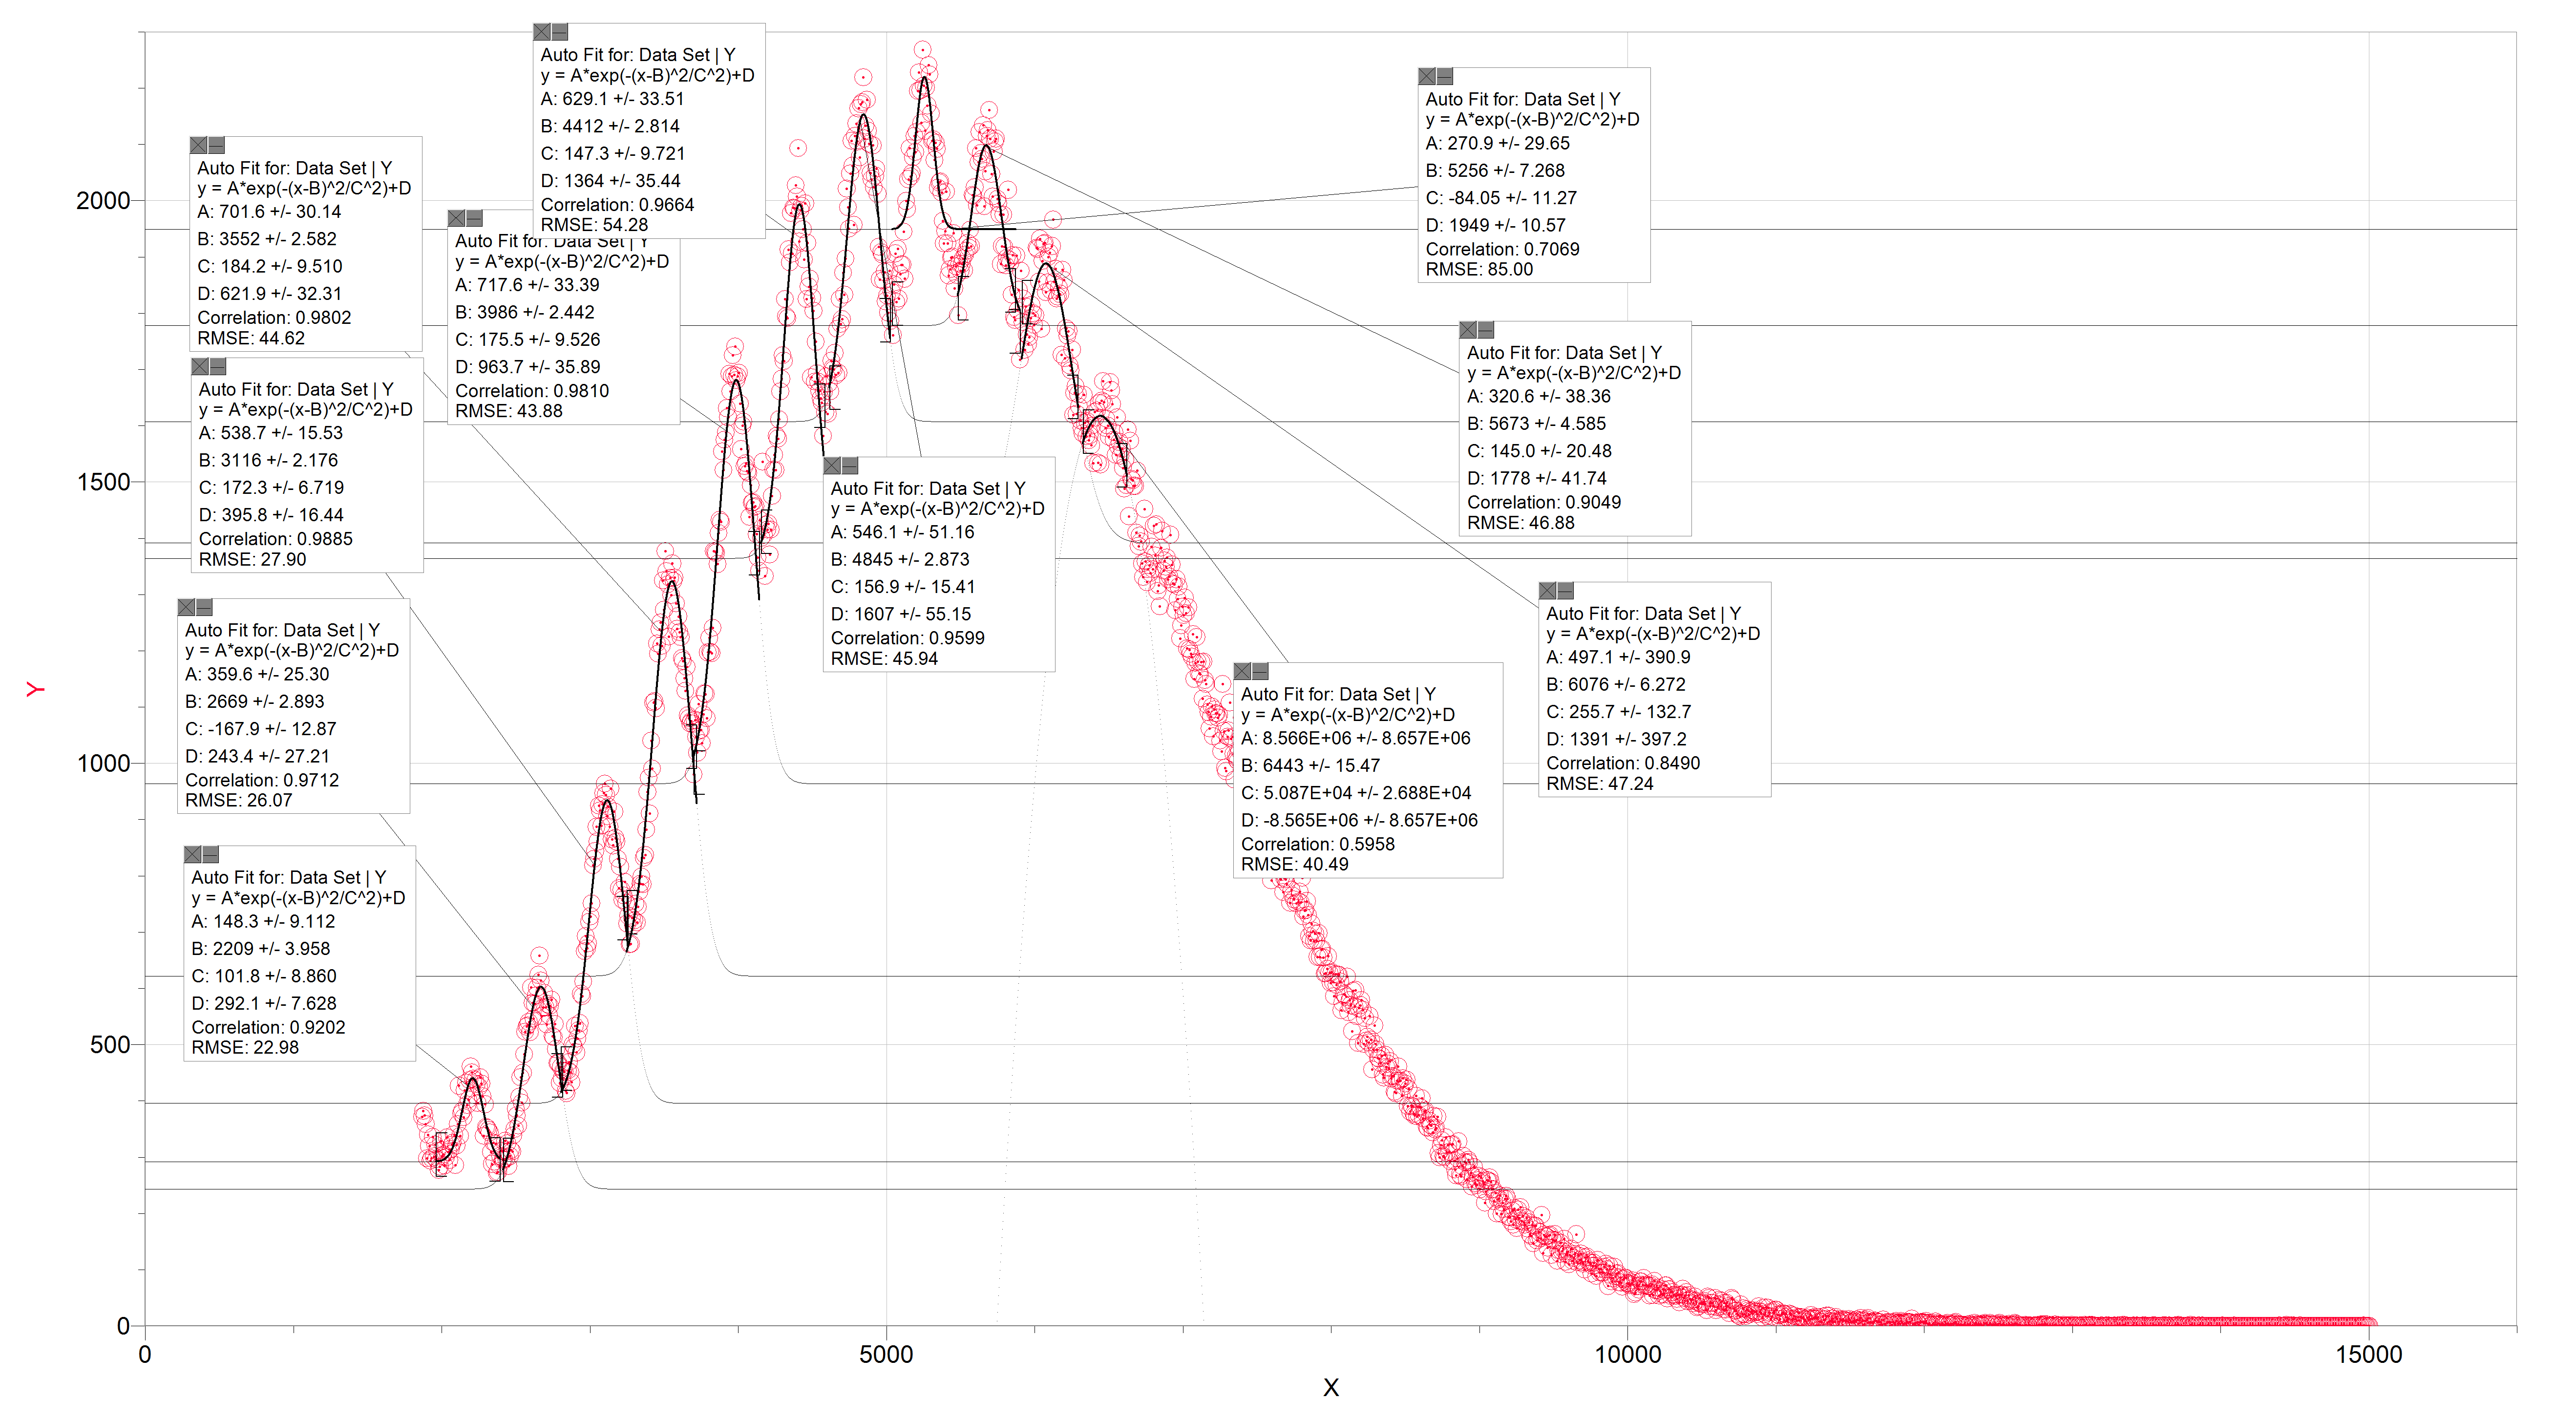 Auto Fit for: Data Set | Y
y = A*exp(-(x-B)^2/C^2)+D
A: 629.1 +/- 33.51
B: 4412 +/- 2.814
C: 147.3 +/- 9.721
D: 1364 +/- 35.44
Correlation: 0.9664
RMSE: 54.28
Auto Fit for: Data Set | Y
y = A*exp(-(x-B)^2/C^2)+D
A: 270.9 +/- 29.65
B: 5256 +/- 7.268
C: -84.05 +/- 11.27
D: 1949 +/- 10.57
Correlation: 0.7069
RMSE: 85.00
Auto Fit for: Data Set | Y
y = A*exp(-(x-B)^2/C^2)+D
A: 701.6 +/- 30.14
B: 3552 +/- 2.582
C: 184.2 +/- 9.510
D: 621.9 +/- 32.31
Correlation: 0.9802
RMSE: 44.62
Auto Fit for: Data Set | Y
y = A*exp(-(x-B)^2/C^2)+D
A: 717.6 +/- 33.39
B: 3986 +/- 2.442
C: 175.5 +/- 9.526
D: 963.7 +/- 35.89
Correlation: 0.9810
RMSE: 43.88
Auto Fit for: Data Set | Y
y = A*exp(-(x-B)^2/C^2)+D
A: 320.6 +/- 38.36
B: 5673 +/- 4.585
C: 145.0 +/- 20.48
D: 1778 +/- 41.74
Correlation: 0.9049
RMSE: 46.88
Auto Fit for: Data Set | Y
y = A*exp(-(x-B)^2/C^2)+D
A: 538.7 +/- 15.53
B: 3116 +/- 2.176
C: 172.3 +/- 6.719
D: 395.8 +/- 16.44
Correlation: 0.9885
RMSE: 27.90
Auto Fit for: Data Set | Y
y = A*exp(-(x-B)^2/C^2)+D
A: 546.1 +/- 51.16
B: 4845 +/- 2.873
C: 156.9 +/- 15.41
D: 1607 +/- 55.15
Correlation: 0.9599
RMSE: 45.94
Auto Fit for: Data Set | Y
y = A*exp(-(x-B)^2/C^2)+D
A: 497.1 +/- 390.9
B: 6076 +/- 6.272
C: 255.7 +/- 132.7
D: 1391 +/- 397.2
Correlation: 0.8490
RMSE: 47.24
Auto Fit for: Data Set | Y
y = A*exp(-(x-B)^2/C^2)+D
A: 359.6 +/- 25.30
B: 2669 +/- 2.893
C: -167.9 +/- 12.87
D: 243.4 +/- 27.21
Correlation: 0.9712
RMSE: 26.07
Auto Fit for: Data Set | Y
y = A*exp(-(x-B)^2/C^2)+D
A: 8.566E+06 +/- 8.657E+06
B: 6443 +/- 15.47
C: 5.087E+04 +/- 2.688E+04
D: -8.565E+06 +/- 8.657E+06
Correlation: 0.5958
RMSE: 40.49
Auto Fit for: Data Set | Y
y = A*exp(-(x-B)^2/C^2)+D
A: 148.3 +/- 9.112
B: 2209 +/- 3.958
C: 101.8 +/- 8.860
D: 292.1 +/- 7.628
Correlation: 0.9202
RMSE: 22.98
2000
1500
1000
500
0
Y
0
5000
10000
15000
X